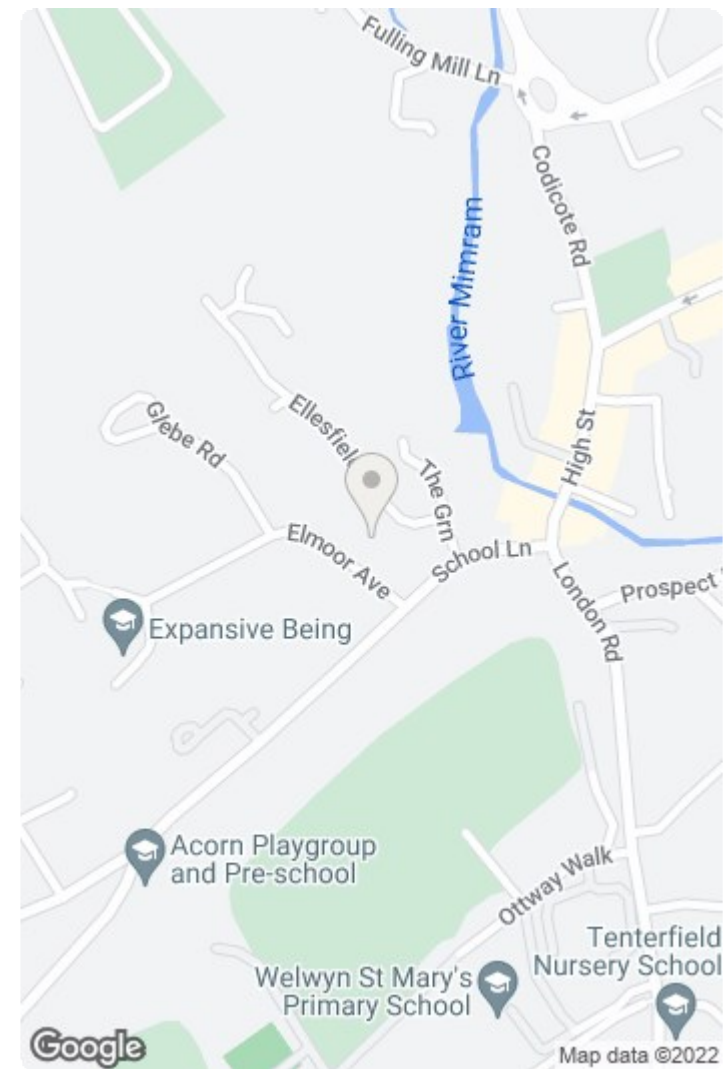 Fulling Mill Ln
Codicote Rd
River Mimram
Ellesfield
Glebe Rd
The Grn
High St
Elmoor Ave
School Ln
London Rd
Prospect
Expansive Being
Acorn Playgroup
and Pre-school
Ottway Walk
Tenterfield
Nursery School
Welwyn St Mary's
Primary School
Google
Map data ©2022